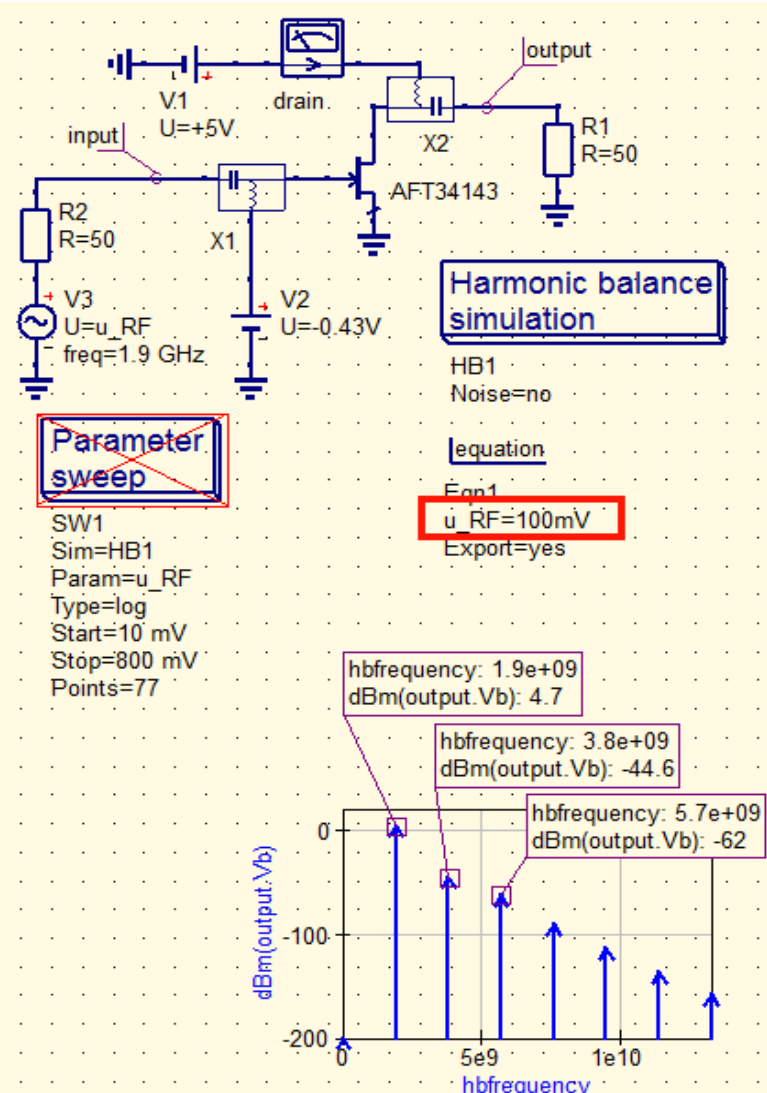 output
V1
U=+5V
drain
input
X2
R1
R=50
AFT34143
R2
R=50
X1
V3
U=u_RF
freq=1.9 GHz
V2
U=-0.43V
Harmonic balance
simulation
HB1
Noise=no
equation
Eqn1
u_RF=100mV
Export=yes
Parameter
sweep
SW1
Sim=HB1
Param=u_RF
Type=log
Start=10 mV
Stop=800 mV
Points=77
hbfrequency: 1.9e+09
dBm(output.Vb): 4.7
hbfrequency: 3.8e+09
dBm(output.Vb): -44.6
hbfrequency: 5.7e+09
dBm(output.Vb): -62
dBm(output.Vb)
0
-100
-200
0
5e9
1e10
hbfrequency